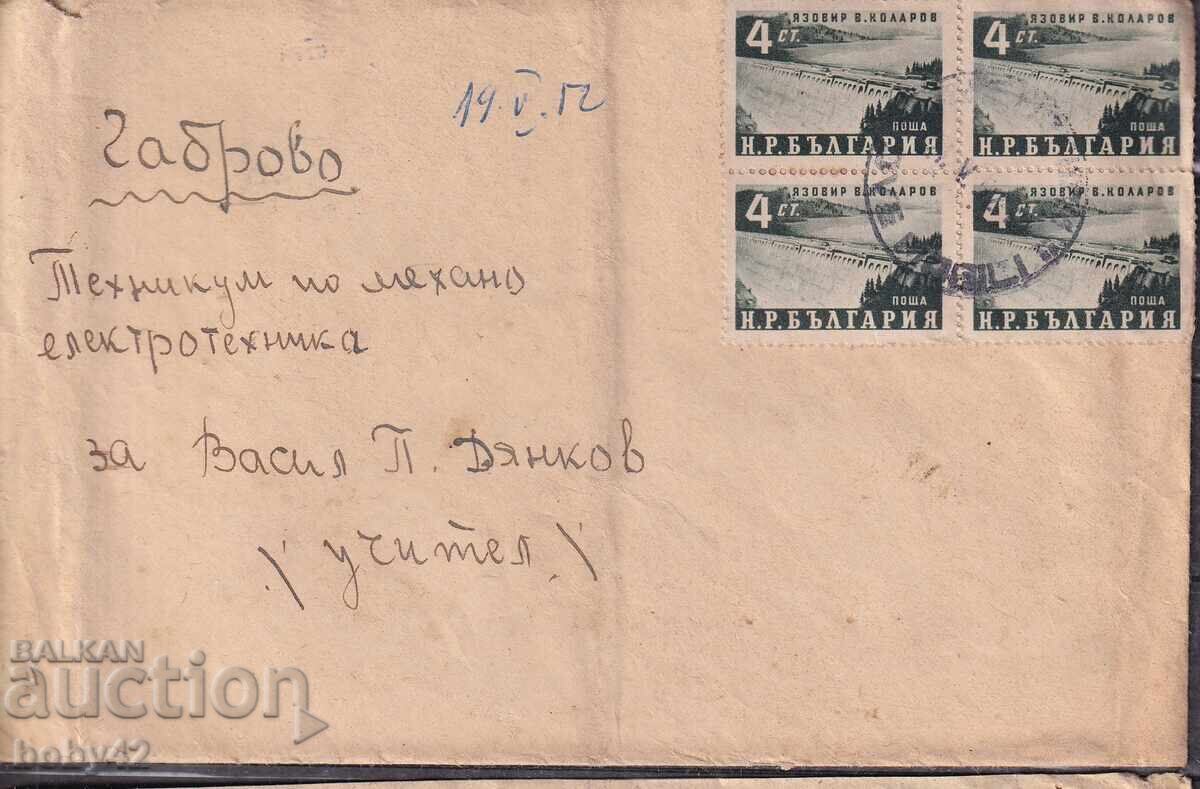 ЯЗОВИР В. КОЛАРОВ
4 СТ.
ПОЩА
Н.Р.БЪЛГАРИЯ
ЯЗОВИР В. КОЛАРОВ
4 СТ.
ПОЩА
Н.Р.БЪЛГАРИЯ
ЯЗОВИР В. КОЛАРОВ
4 СТ.
ПОЩА
Н.Р.БЪЛГАРИЯ
ЯЗОВИР В. КОЛАРОВ
4 СТ.
ПОЩА
Н.Р.БЪЛГАРИЯ
19.V.52
Габрово
Техникум по механо
електротехника
за Васил П. Дянков
\учител\
BALKAN
auction
boby42